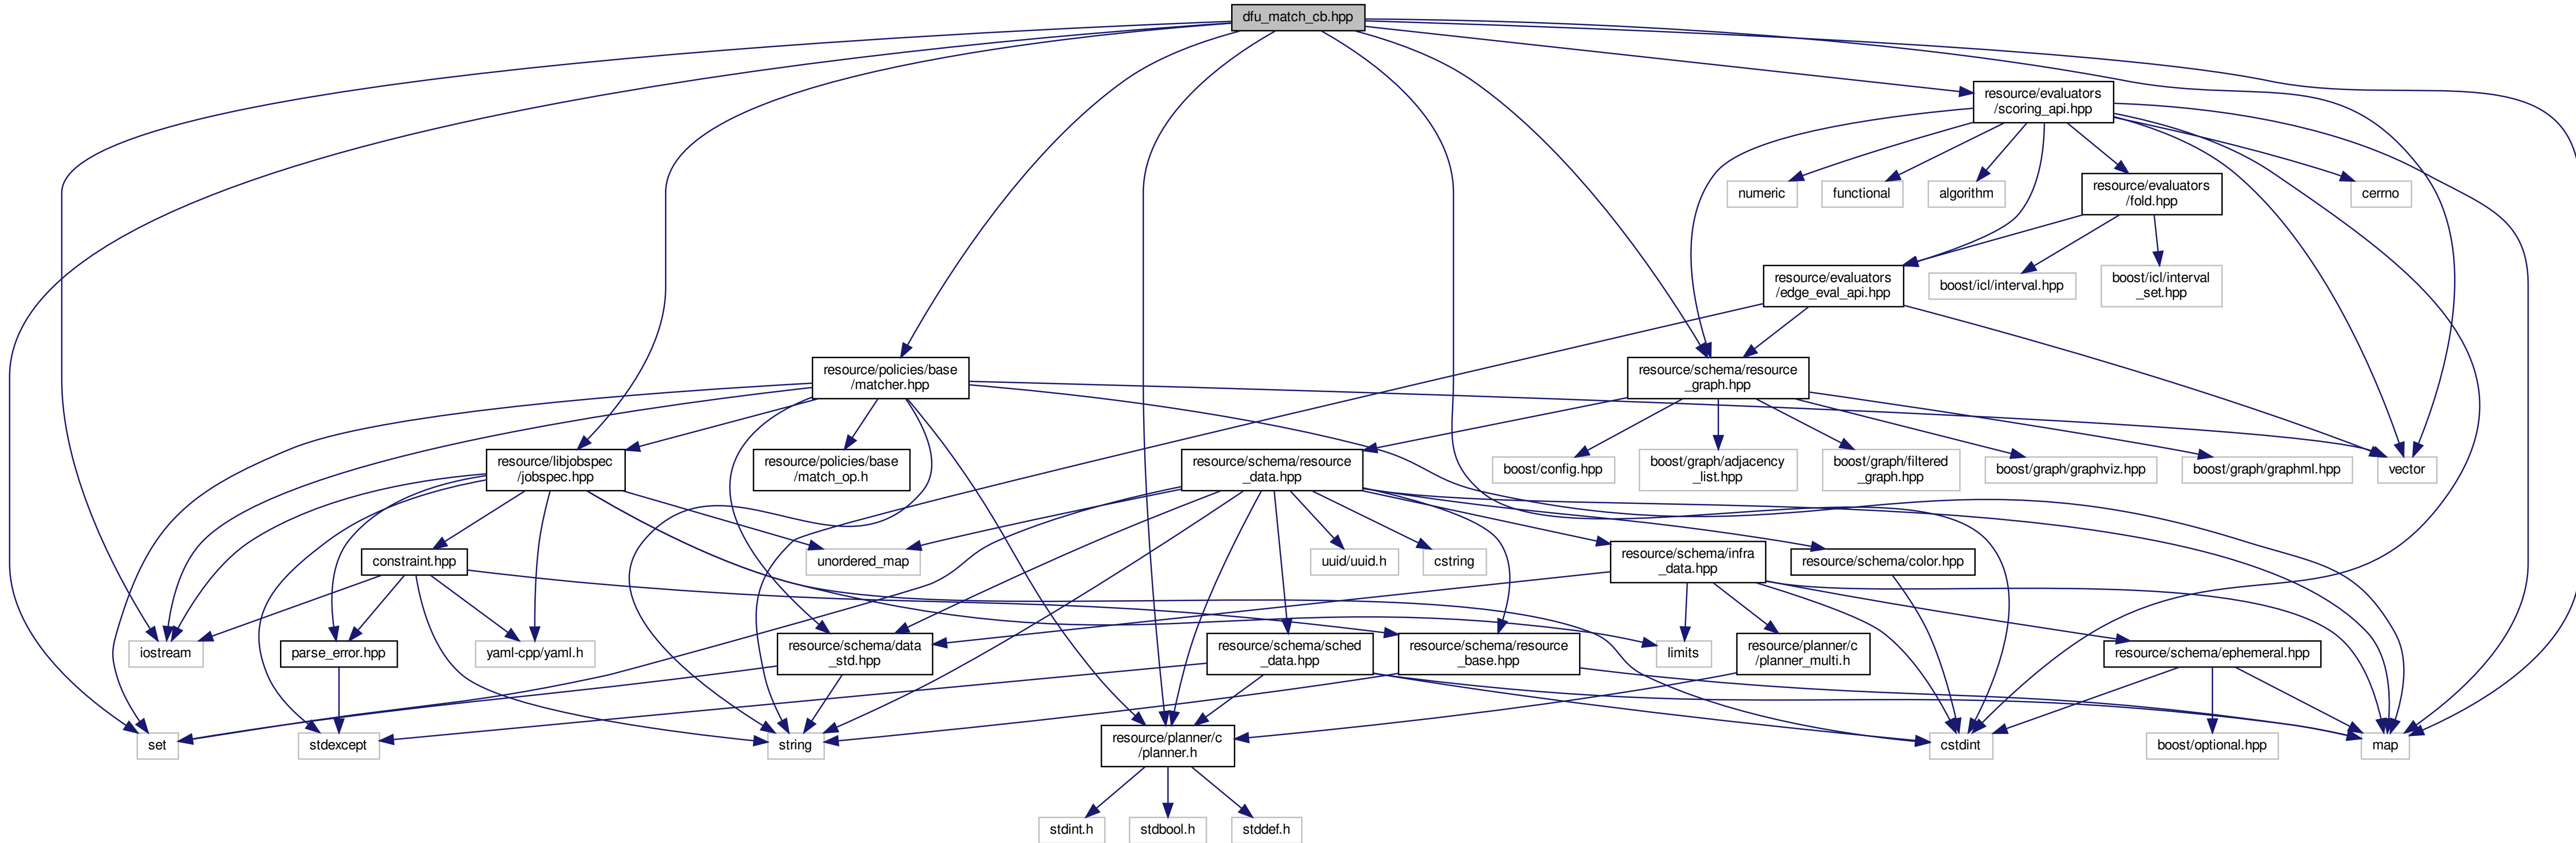 dfu_match_cb.hpp
resource/evaluators
/scoring_api.hpp
numeric
functional
algorithm
resource/evaluators
/fold.hpp
cerrno
resource/evaluators
/edge_eval_api.hpp
boost/icl/interval.hpp
boost/icl/interval
_set.hpp
resource/policies/base
/matcher.hpp
resource/schema/resource
_graph.hpp
resource/libjobspec
/jobspec.hpp
resource/policies/base
/match_op.h
resource/schema/resource
_data.hpp
boost/config.hpp
boost/graph/adjacency
_list.hpp
boost/graph/filtered
_graph.hpp
boost/graph/graphviz.hpp
boost/graph/graphml.hpp
vector
constraint.hpp
unordered_map
uuid/uuid.h
cstring
resource/schema/infra
_data.hpp
resource/schema/color.hpp
iostream
parse_error.hpp
yaml-cpp/yaml.h
resource/schema/data
_std.hpp
resource/schema/sched
_data.hpp
resource/schema/resource
_base.hpp
limits
resource/planner/c
/planner_multi.h
resource/schema/ephemeral.hpp
set
stdexcept
string
resource/planner/c
/planner.h
cstdint
boost/optional.hpp
map
stdint.h
stdbool.h
stddef.h